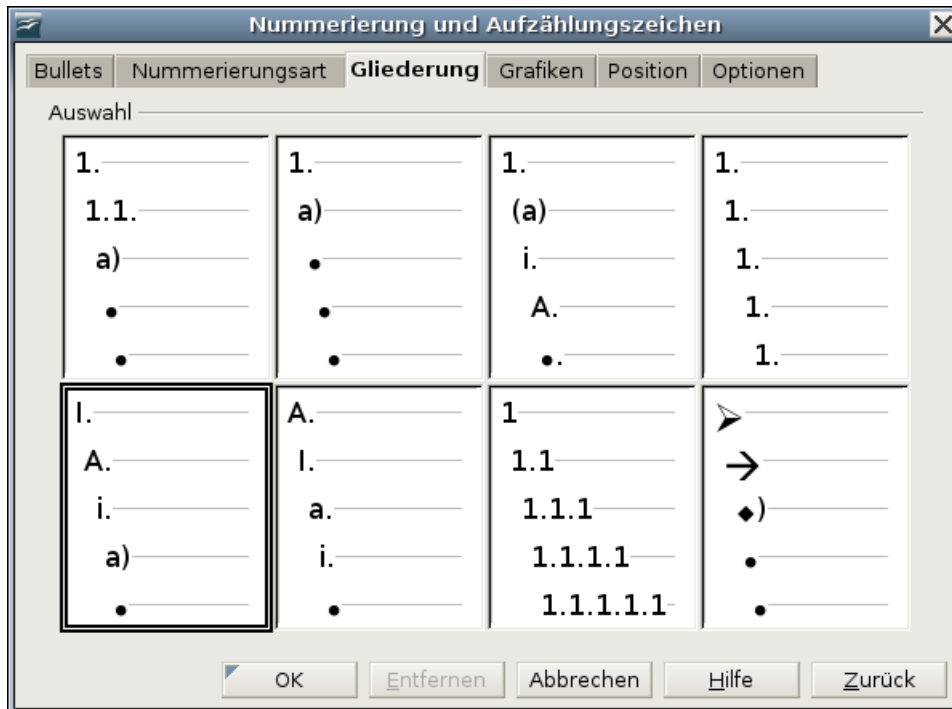 Nummerierung und Aufzählungszeichen
Bullets Nummerierungsart Gliederung Grafiken Position Optionen
Auswahl
1.
1.1.
a)
•
•
1.
a)
•
•
•
1.
(a)
i.
A.
•.
1.
1.
1.
1.
1.
I.
A.
i.
a)
•
A.
I.
a.
i.
•
1
1.1
1.1.1
1.1.1.1
1.1.1.1.1
➢
→
◆)
•
•
OK Entfernen Abbrechen Hilfe Zurück